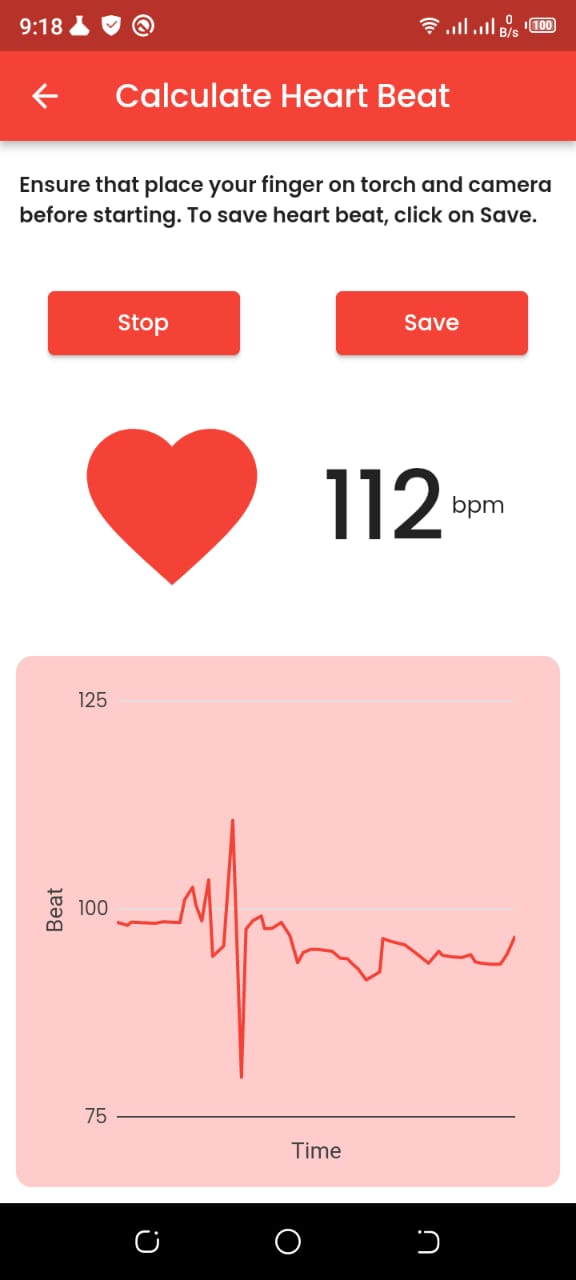 9:18
0 B/s
100
Calculate Heart Beat
Ensure that place your finger on torch and camera
before starting. To save heart beat, click on Save.
Stop
Save
112 bpm
125
100
75
Beat
Time